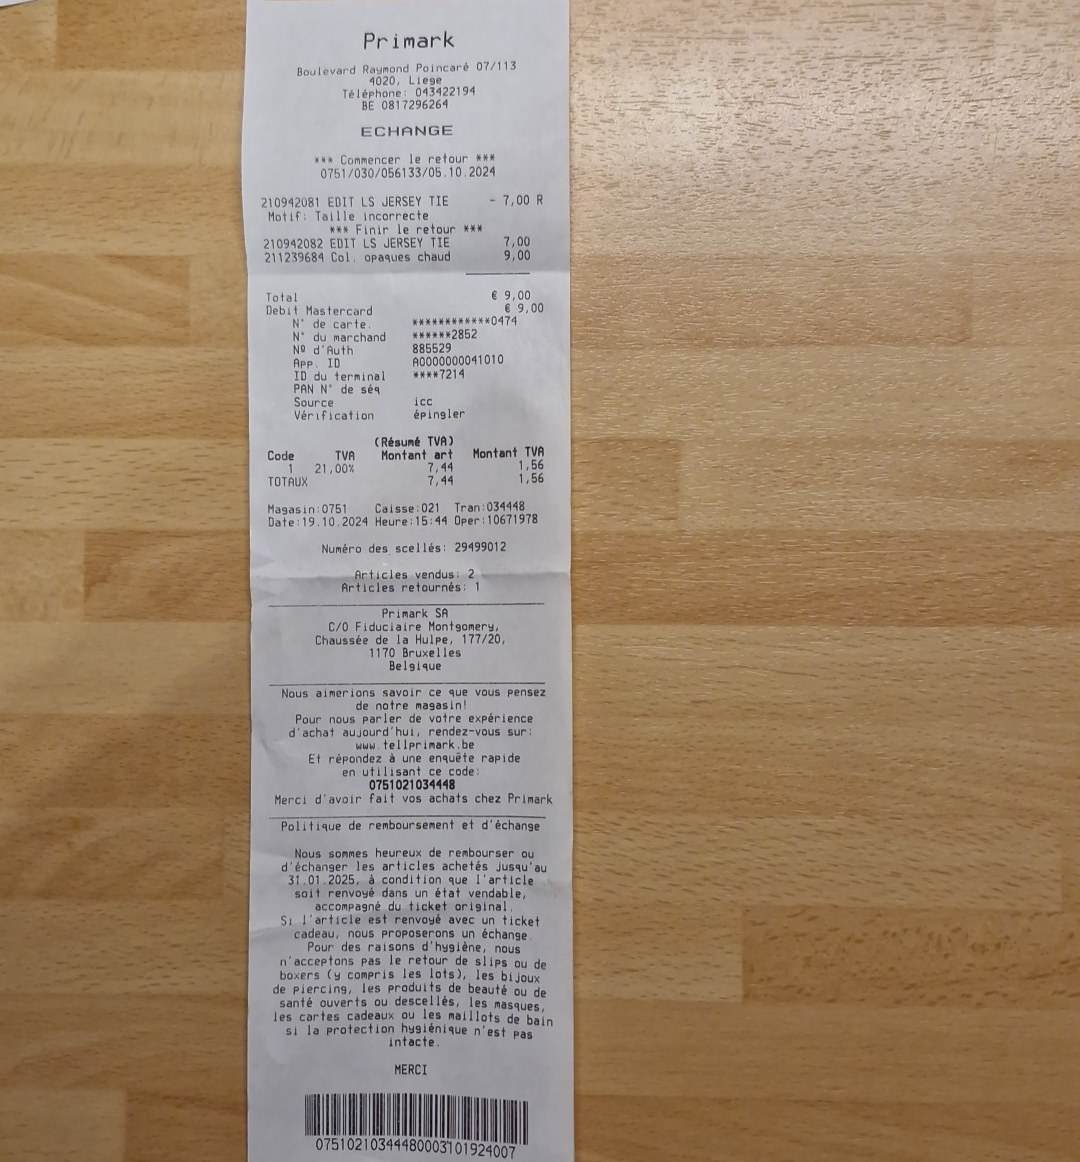 Primark
Boulevard Raymond Poincaré 07/113
4020, Liege
Téléphone: 043422194
BE 0817296264
ECHANGE
*** Commencer le retour ***
0751/030/056133/05.10.2024
210942081 EDIT LS JERSEY TIE - 7,00 R
Motif: Taille incorrecte
*** Finir le retour ***
210942082 EDIT LS JERSEY TIE 7,00
211239684 Col. opaques chaud 9,00
Total € 9,00
Debit Mastercard € 9,00
N° de carte. ************0474
N° du marchand ******2852
Nº d'Auth 885529
App. ID A0000000041010
ID du terminal ****7214
PAN N° de séq
Source icc
Vérification épingler
(Résumé TVA)
Code TVA Montant art Montant TVA
1 21,00% 7,44 1,56
TOTAUX 7,44 1,56
Magasin:0751 Caisse:021 Tran:034448
Date:19.10.2024 Heure:15:44 Oper:10671978
Numéro des scellés: 29499012
Articles vendus: 2
Articles retournés: 1
Primark SA
C/O Fiduciaire Montgomery,
Chaussée de la Hulpe, 177/20,
1170 Bruxelles
Belgique
Nous aimerions savoir ce que vous pensez
de notre magasin!
Pour nous parler de votre expérience
d'achat aujourd'hui, rendez-vous sur:
www.tellprimark.be
Et répondez à une enquête rapide
en utilisant ce code:
0751021034448
Merci d'avoir fait vos achats chez Primark
Politique de remboursement et d'échange
Nous sommes heureux de rembourser ou
d'échanger les articles achetés jusqu'au
31.01.2025, à condition que l'article
soit renvoyé dans un état vendable,
accompagné du ticket original.
Si l'article est renvoyé avec un ticket
cadeau, nous proposerons un échange.
Pour des raisons d'hygiène, nous
n'acceptons pas le retour de slips ou de
boxers (y compris les lots), les bijoux
de piercing, les produits de beauté ou de
santé ouverts ou descellés, les masques,
les cartes cadeaux ou les maillots de bain
si la protection hygiénique n'est pas
intacte.
MERCI
07510210344480003101924007